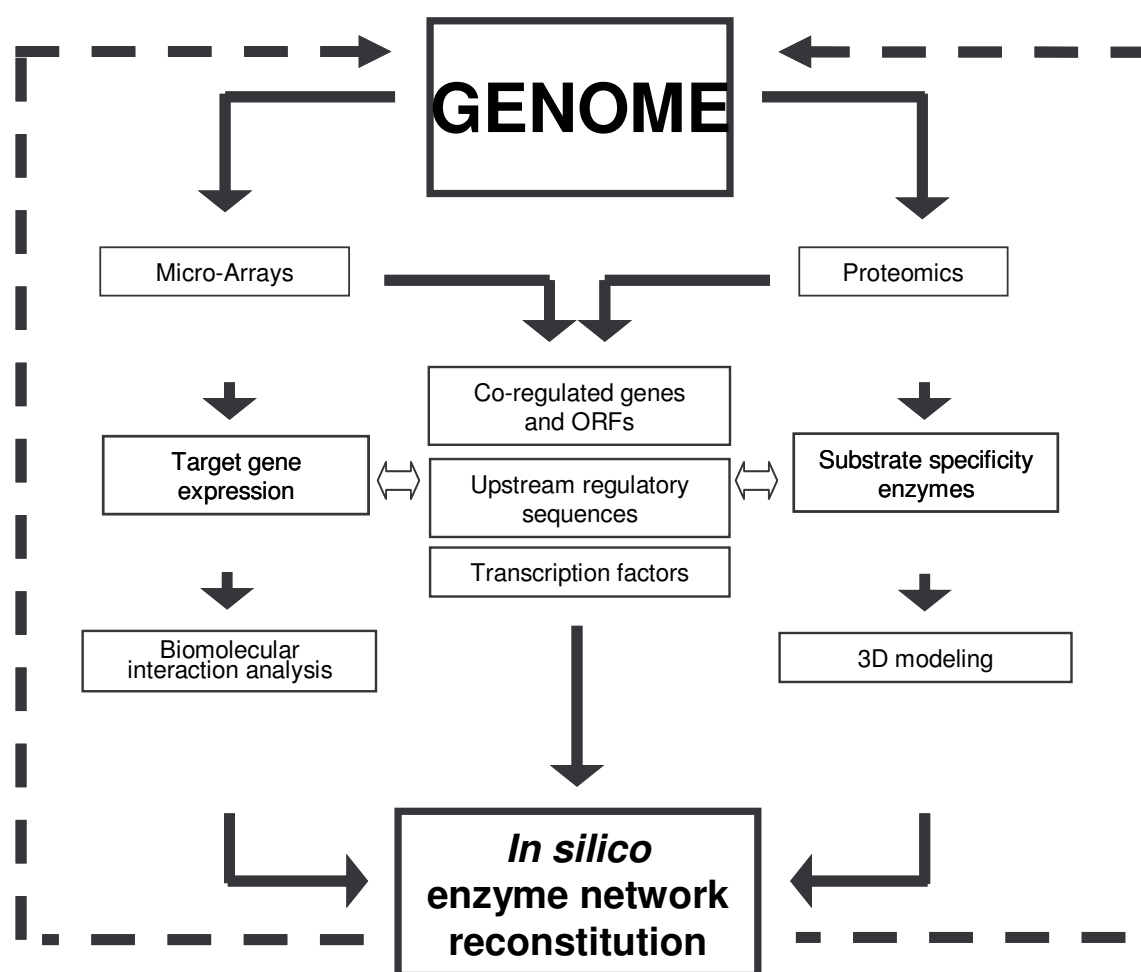 GENOME
Micro-Arrays
Proteomics
Co-regulated genes
and ORFs
Target gene
expression
Upstream regulatory
sequences
Substrate specificity
enzymes
Transcription factors
Biomolecular
interaction analysis
3D modeling
In silico
enzyme network
reconstitution